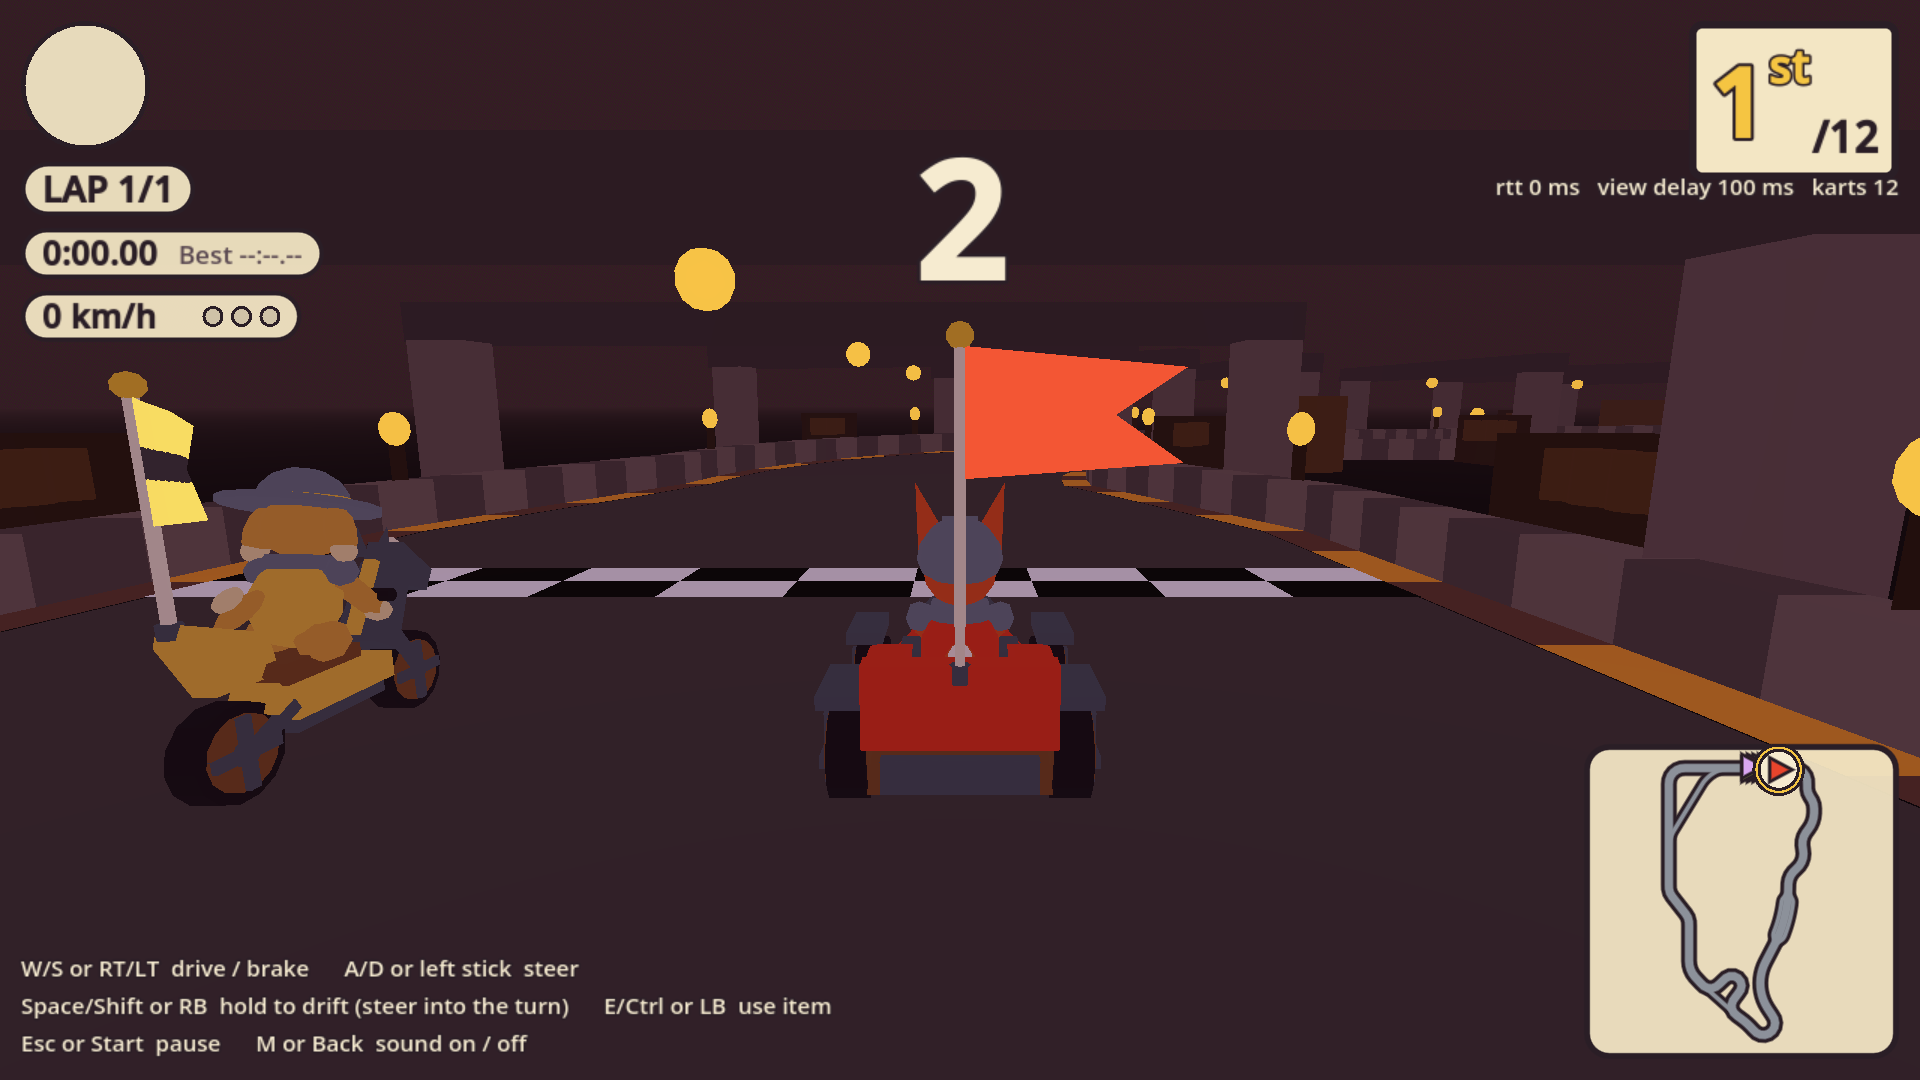 LAP 1/1
0:00.00 Best --:--.--
0 km/h
2
1st
/12
rtt 0 ms view delay 100 ms karts 12
W/S or RT/LT drive / brake A/D or left stick steer
Space/Shift or RB hold to drift (steer into the turn) E/Ctrl or LB use item
Esc or Start pause M or Back sound on / off